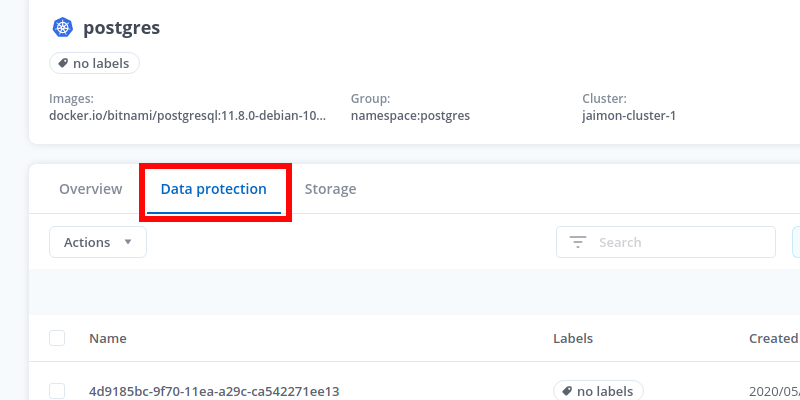 postgres
no labels
Images: Group: Cluster:
docker.io/bitnami/postgresql:11.8.0-debian-10... namespace:postgres jaimon-cluster-1
Overview Data protection Storage
Actions Search
Name Labels Created
4d9185bc-9f70-11ea-a29c-ca542271ee13 no labels 2020/05/